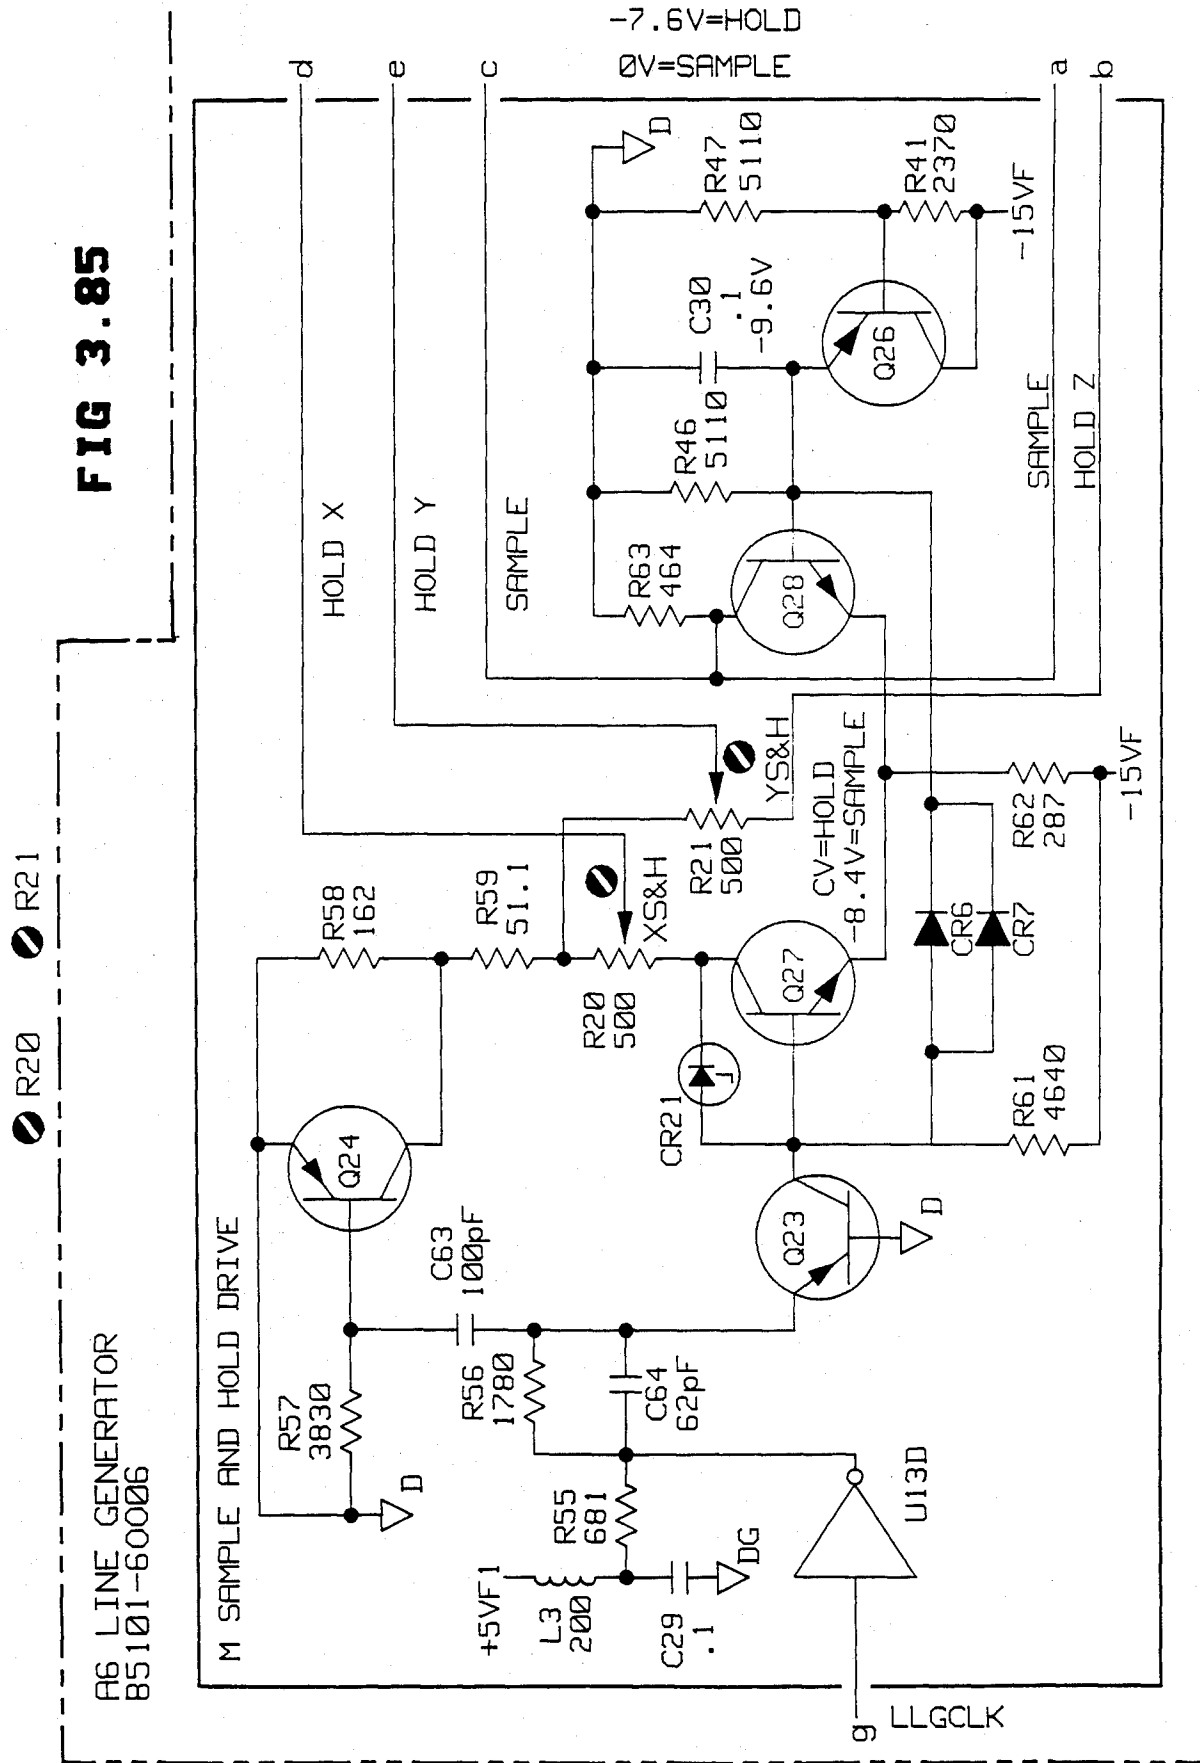 FIG 3.85
R20
R21
A6 LINE GENERATOR
85101-60006
M SAMPLE AND HOLD DRIVE
d
e
c
-7.6V=HOLD
0V=SAMPLE
a
b
HOLD X
HOLD Y
SAMPLE
SAMPLE
HOLD Z
R58
162
R59
51.1
Q24
R57
3830
D
C63
100pF
R56
1780
C64
62pF
R55
681
+5VF1
L3
200
C29
.1
DG
g
LLGCLK
U13D
Q23
D
R20
500
XS&H
R21
500
YS&H
CR21
Q27
CV=HOLD
-8.4V=SAMPLE
R61
4640
CR6
CR7
R62
287
-15VF
R63
464
Q28
R46
5110
C30
.1
-9.6V
D
R47
5110
Q26
R41
2370
-15VF